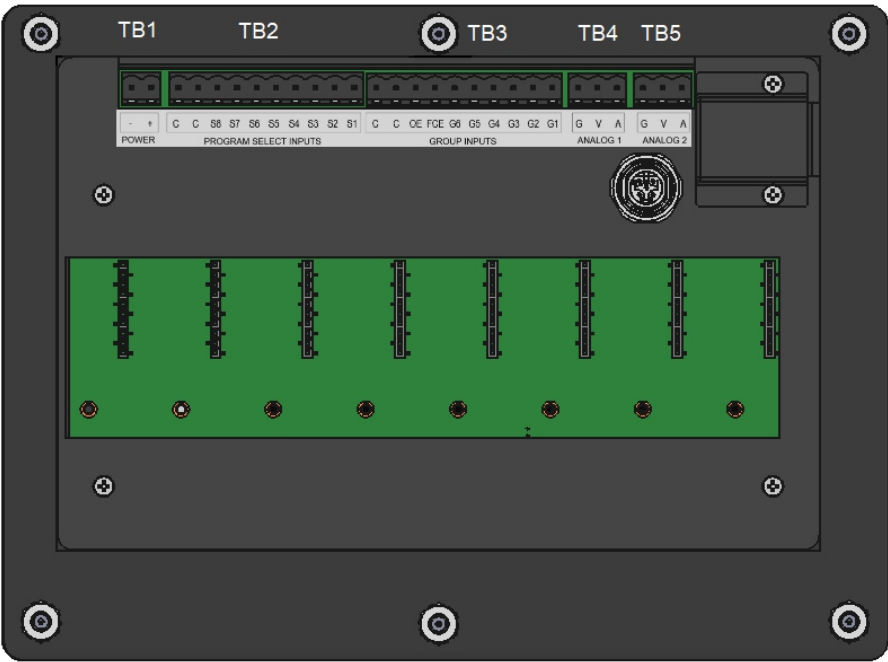 TB1 TB2 TB3 TB4 TB5
- + C C S8 S7 S6 S5 S4 S3 S2 S1 C C OE FCE G6 G5 G4 G3 G2 G1 G V A G V A
POWER PROGRAM SELECT INPUTS GROUP INPUTS ANALOG 1 ANALOG 2